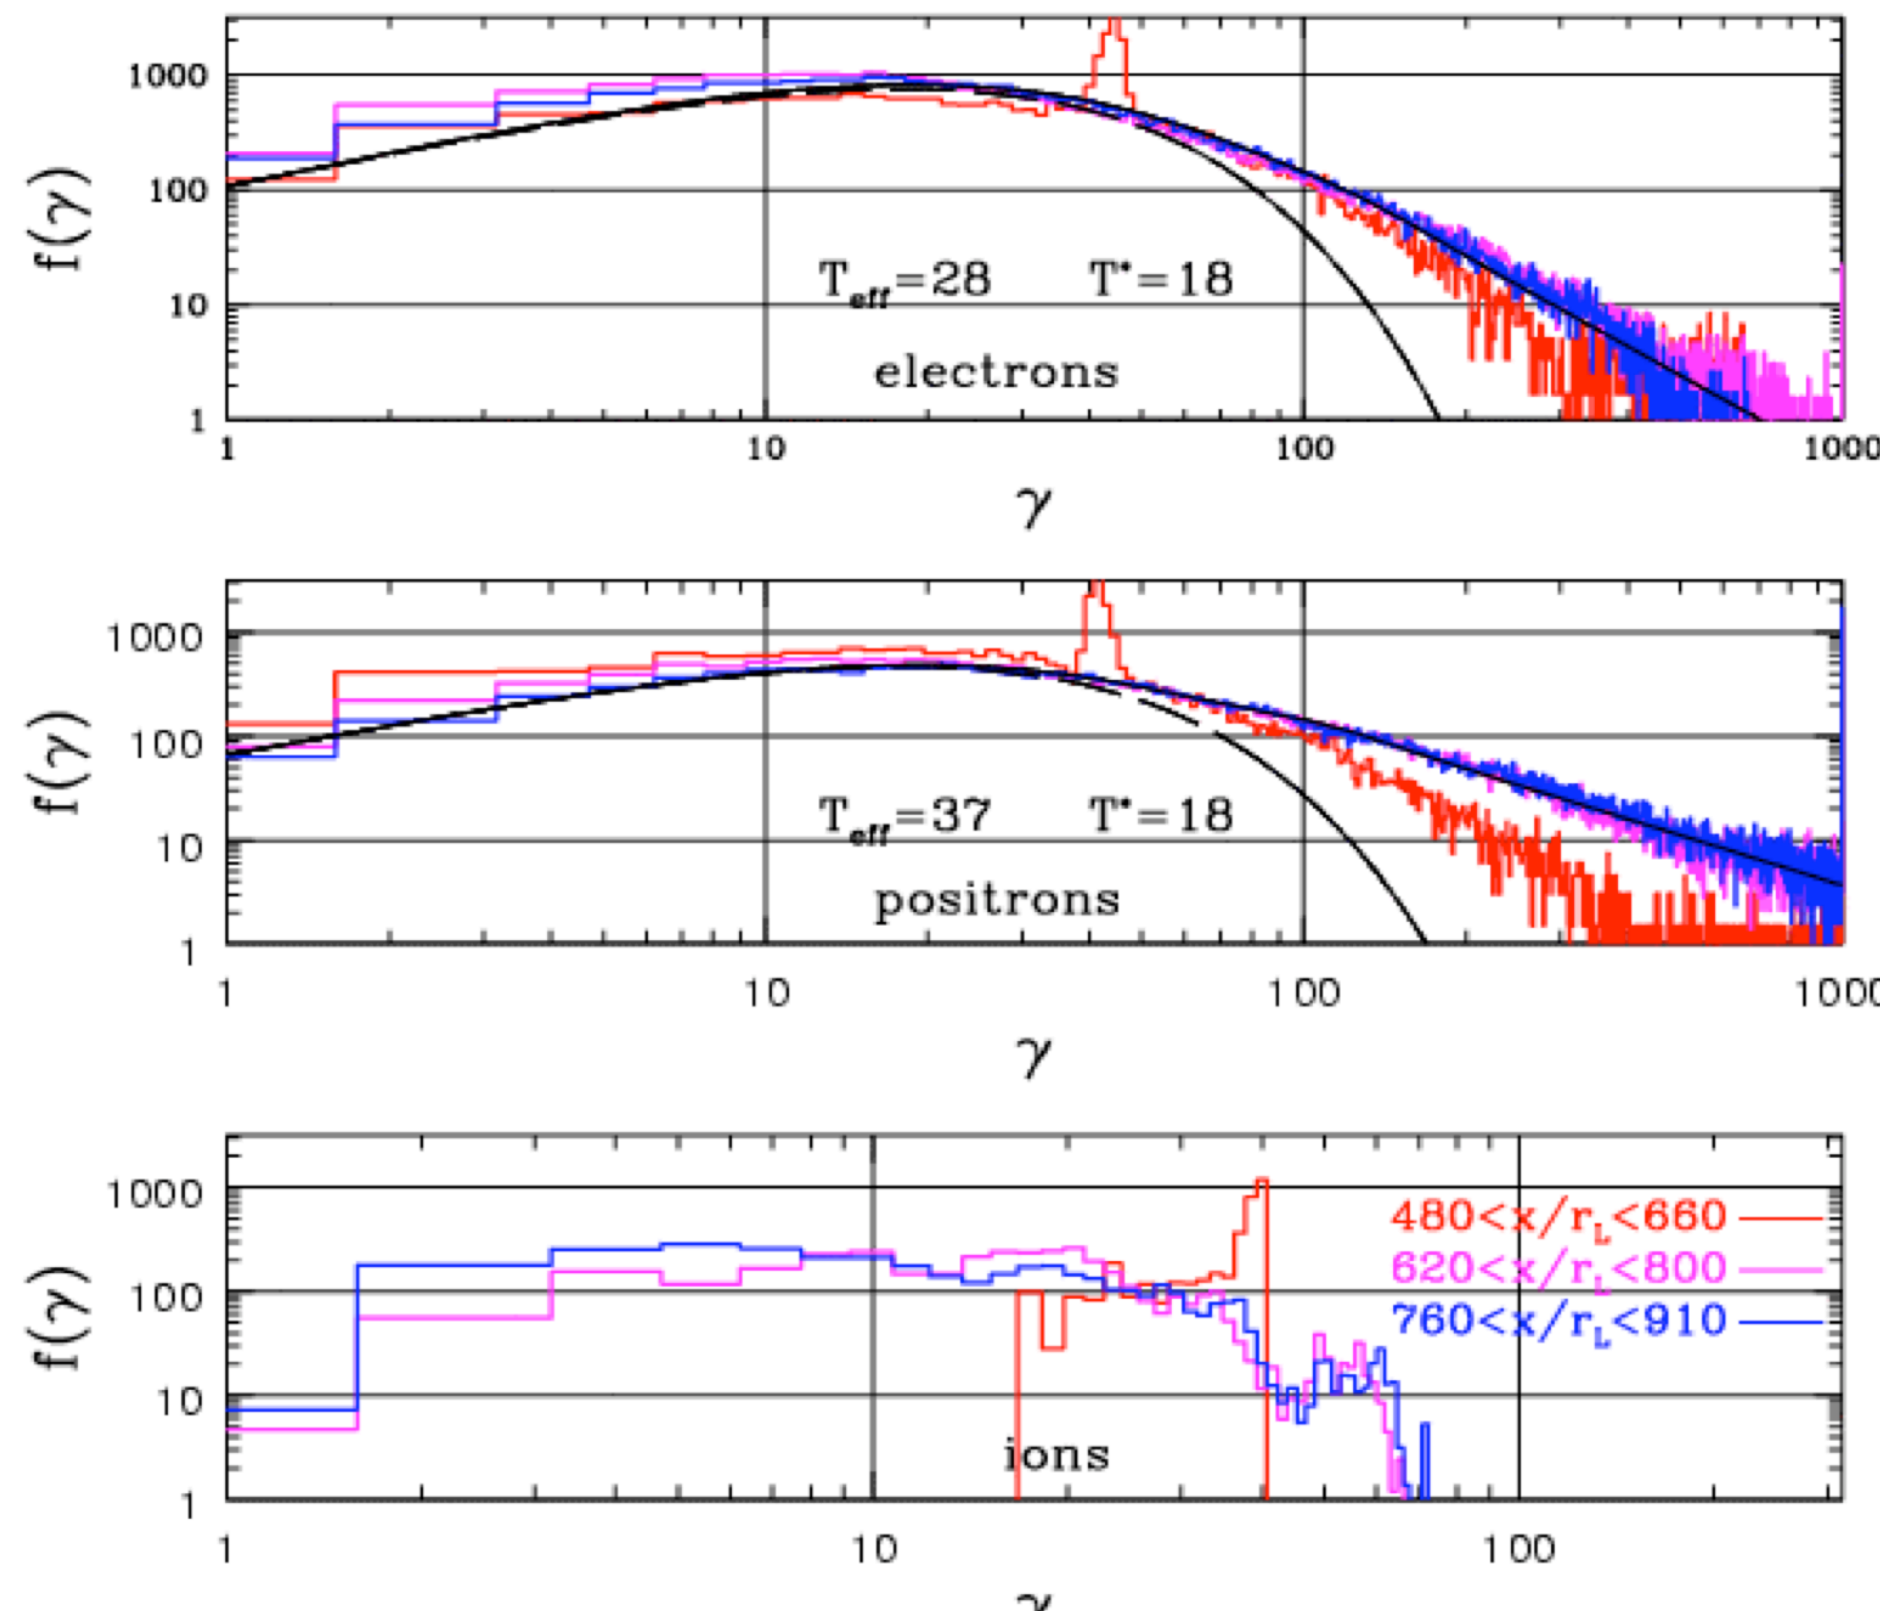 1000
100
10
1
f(γ)
T_eff=28 T*=18
electrons
1 10 100 1000
γ
1000
100
10
1
f(γ)
T_eff=37 T*=18
positrons
1 10 100 1000
γ
1000
100
10
1
f(γ)
480<x/r_L<660
620<x/r_L<800
760<x/r_L<910
ions
1 10 100
γ